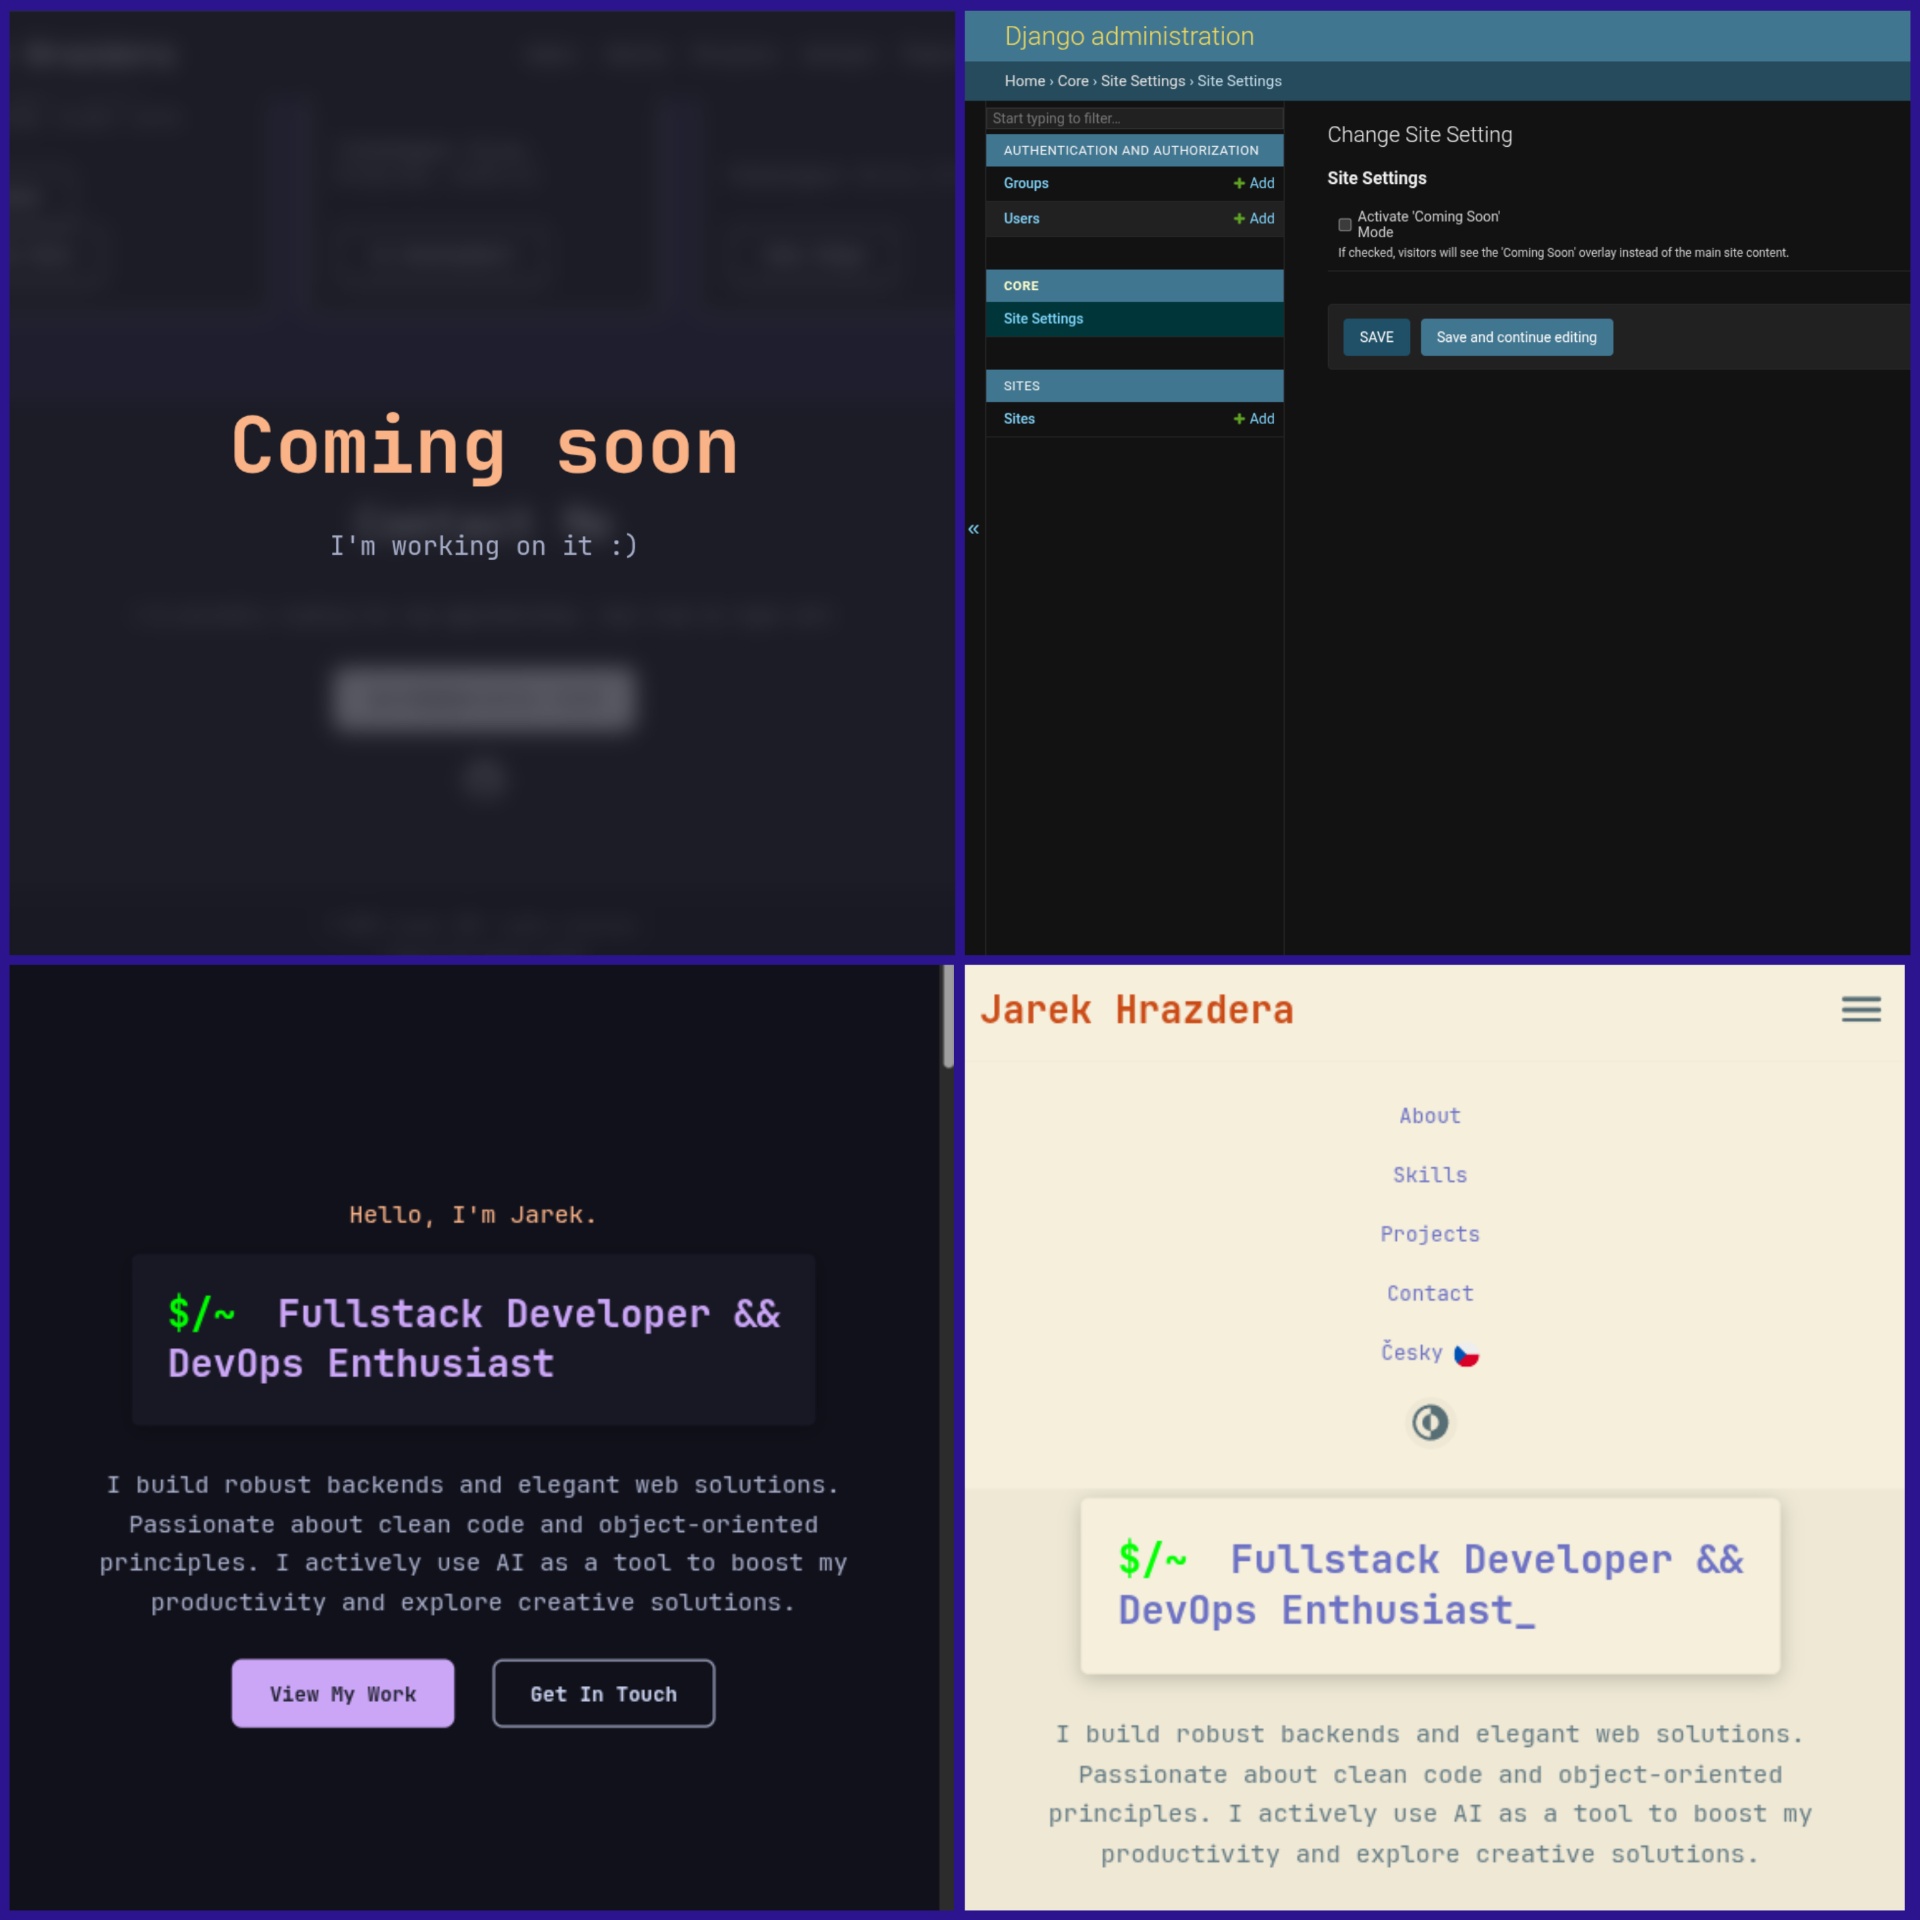 Coming soon
I'm working on it :)
Django administration
Home › Core › Site Settings › Site Settings
Start typing to filter...
AUTHENTICATION AND AUTHORIZATION
Groups + Add
Users + Add
CORE
Site Settings
SITES
Sites + Add
«
Change Site Setting
Site Settings
Activate 'Coming Soon'
Mode
If checked, visitors will see the 'Coming Soon' overlay instead of the main site content.
SAVE Save and continue editing
Hello, I'm Jarek.
$/~ Fullstack Developer &&
DevOps Enthusiast
I build robust backends and elegant web solutions.
Passionate about clean code and object-oriented
principles. I actively use AI as a tool to boost my
productivity and explore creative solutions.
View My Work Get In Touch
Jarek Hrazdera
About
Skills
Projects
Contact
Česky
$/~ Fullstack Developer &&
DevOps Enthusiast_
I build robust backends and elegant web solutions.
Passionate about clean code and object-oriented
principles. I actively use AI as a tool to boost my
productivity and explore creative solutions.